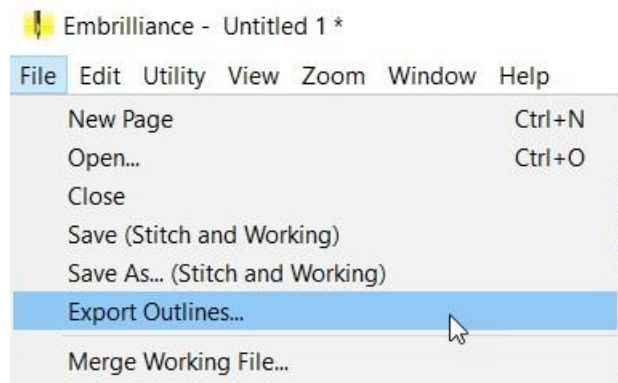 Embrilliance - Untitled 1 *
File Edit Utility View Zoom Window Help
New Page Ctrl+N
Open... Ctrl+O
Close
Save (Stitch and Working)
Save As... (Stitch and Working)
Export Outlines...
Merge Working File...